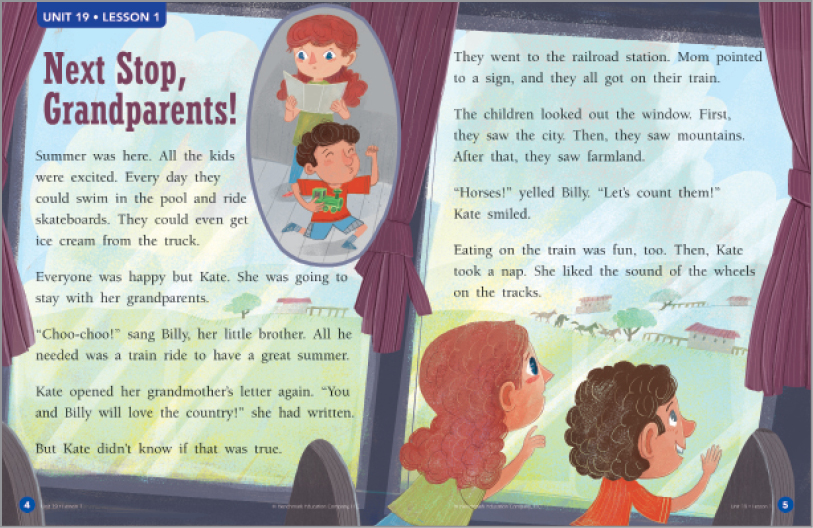 UNIT 19 • LESSON 1
Next Stop,
Grandparents!
Summer was here. All the kids
were excited. Every day they
could swim in the pool and ride
skateboards. They could even get
ice cream from the truck.
Everyone was happy but Kate. She was going to
stay with her grandparents.
“Choo-choo!” sang Billy, her little brother. All he
needed was a train ride to have a great summer.
Kate opened her grandmother’s letter again. “You
and Billy will love the country!” she had written.
But Kate didn’t know if that was true.
4
Unit 19 • Lesson 1
They went to the railroad station. Mom pointed
to a sign, and they all got on their train.
The children looked out the window. First,
they saw the city. Then, they saw mountains.
After that, they saw farmland.
“Horses!” yelled Billy. “Let’s count them!”
Kate smiled.
Eating on the train was fun, too. Then, Kate
took a nap. She liked the sound of the wheels
on the tracks.
Unit 19 • Lesson 1
5